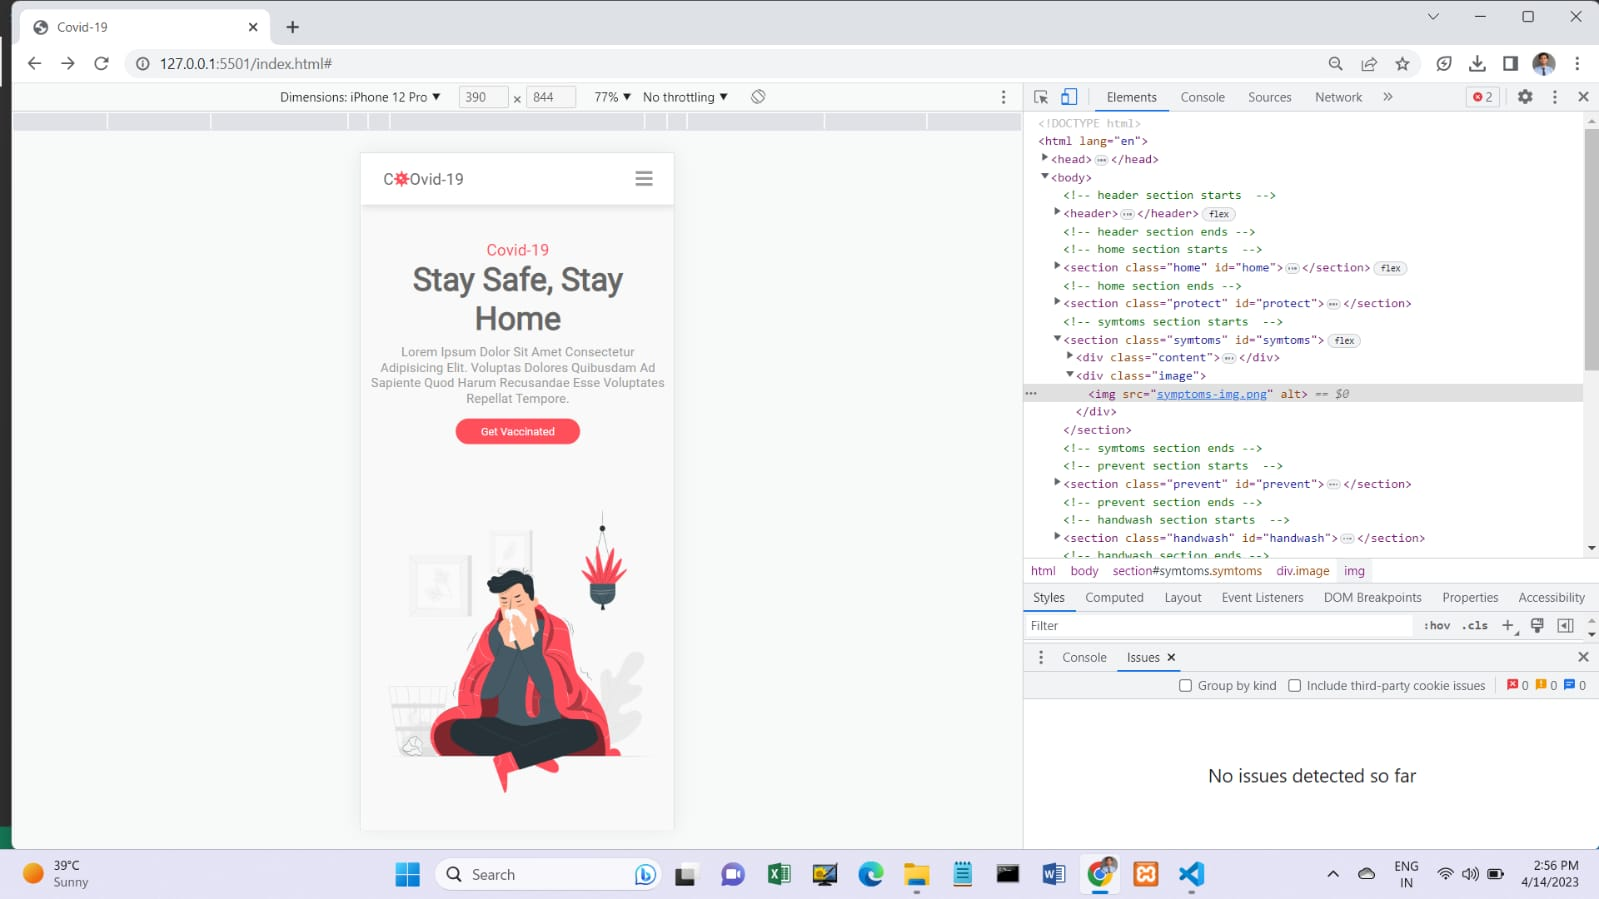 Covid-19
127.0.0.1:5501/index.html#
Dimensions: iPhone 12 Pro ▼ 390 x 844 77% ▼ No throttling ▼
Elements Console Sources Network » 2
C Ovid-19
Covid-19
Stay Safe, Stay
Home
Lorem Ipsum Dolor Sit Amet Consectetur
Adipisicing Elit. Voluptas Dolores Quibusdam Ad
Sapiente Quod Harum Recusandae Esse Voluptates
Repellat Tempore.
Get Vaccinated
<!DOCTYPE html>
<html lang="en">
<head> ••• </head>
<body>
<!-- header section starts  -->
<header> ••• </header> flex
<!-- header section ends -->
<!-- home section starts  -->
<section class="home" id="home"> ••• </section> flex
<!-- home section ends -->
<section class="protect" id="protect"> ••• </section>
<!-- symtoms section starts  -->
<section class="symtoms" id="symtoms"> flex
<div class="content"> ••• </div>
<div class="image">
••• <img src="symptoms-img.png" alt> == $0
</div>
</section>
<!-- symtoms section ends -->
<!-- prevent section starts  -->
<section class="prevent" id="prevent"> ••• </section>
<!-- prevent section ends -->
<!-- handwash section starts  -->
<section class="handwash" id="handwash"> ••• </section>
<!-- handwash section ends -->
html body section#symtoms.symtoms div.image img
Styles Computed Layout Event Listeners DOM Breakpoints Properties Accessibility
Filter :hov .cls +
Console Issues ×
Group by kind Include third-party cookie issues 0 0 0
No issues detected so far
39°C
Sunny
Search
ENG
IN
2:56 PM
4/14/2023